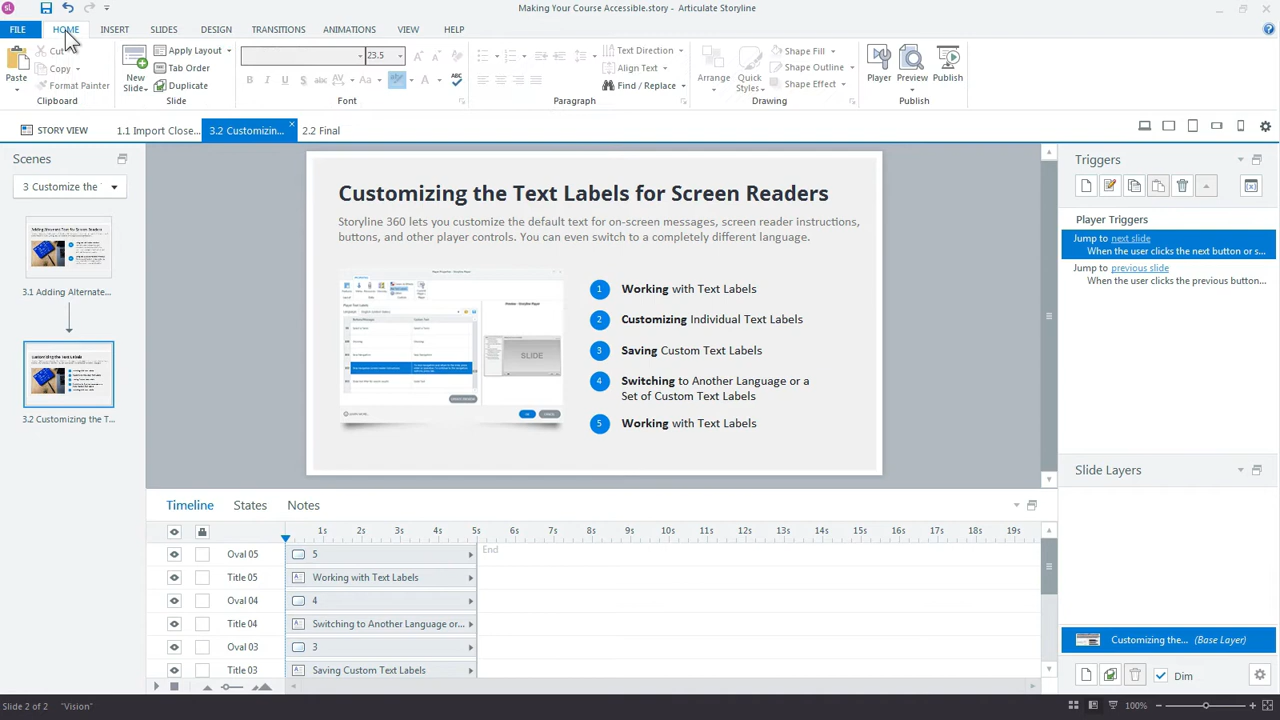 Making Your Course Accessible.story - Articulate Storyline
FILE HOME INSERT SLIDES DESIGN TRANSITIONS ANIMATIONS VIEW HELP
Paste
Cut
Copy
Format Painter
Clipboard
New Slide
Apply Layout
Tab Order
Duplicate
Slide
23.5
B I U S Aa A
ABC
Font
Text Direction
Align Text
Find / Replace
Paragraph
Arrange
Quick Styles
Shape Fill
Shape Outline
Shape Effect
Drawing
Player Preview Publish
Publish
STORY VIEW 1.1 Import Close... 3.2 Customizin... 2.2 Final
Scenes
3 Customize the
3.1 Adding Alternate...
3.2 Customizing the T...
Customizing the Text Labels for Screen Readers
Storyline 360 lets you customize the default text for on-screen messages, screen reader instructions,
buttons, and other player controls. You can even switch to a completely different language.
SLIDE
1 Working with Text Labels
2 Customizing Individual Text Labels
3 Saving Custom Text Labels
4 Switching to Another Language or a
Set of Custom Text Labels
5 Working with Text Labels
Triggers
Player Triggers
Jump to next slide
When the user clicks the next button or s...
Jump to previous slide
When the user clicks the previous button...
Slide Layers
Customizing the... (Base Layer)
Dim
Timeline States Notes
1s 2s 3s 4s 5s 6s 7s 8s 9s 10s 11s 12s 13s 14s 15s 16s 17s 18s 19s
Oval 05 5 End
Title 05 Working with Text Labels
Oval 04 4
Title 04 Switching to Another Language or...
Oval 03 3
Title 03 Saving Custom Text Labels
Slide 2 of 2 "Vision" 100%